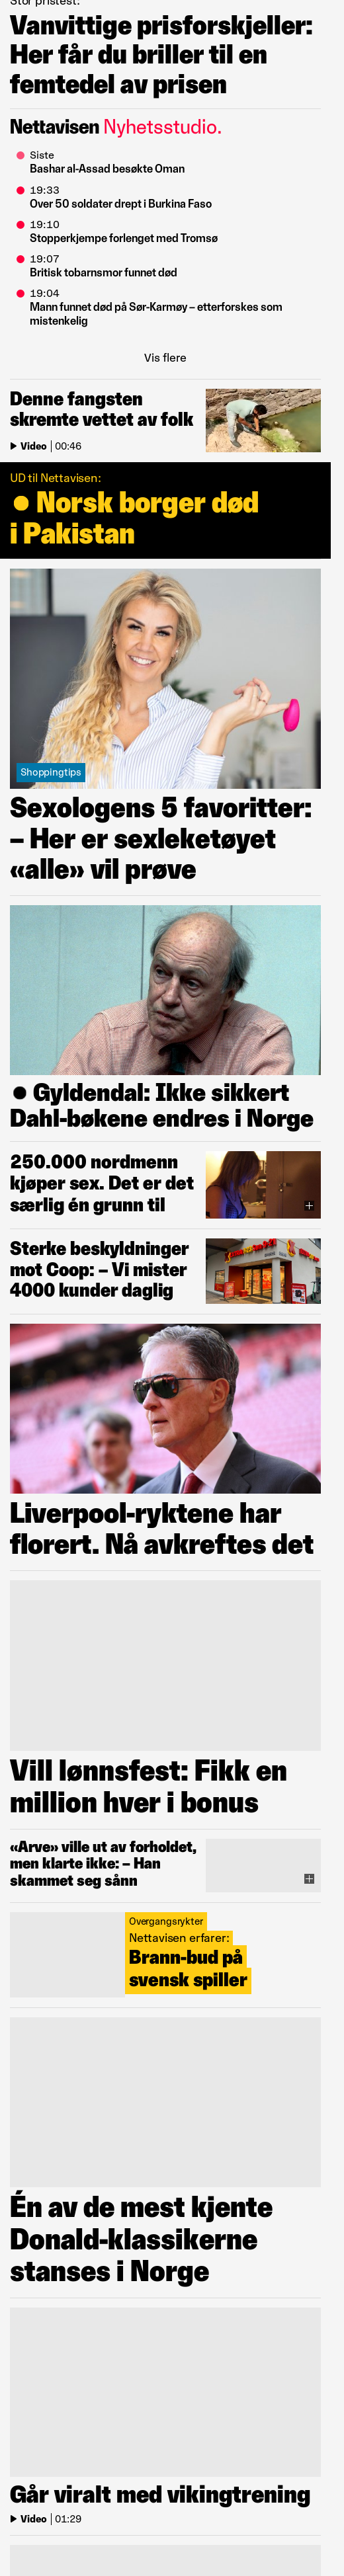 Stor pristest:
Vanvittige prisforskjeller:
Her får du briller til en
femtedel av prisen
Nettavisen Nyhetsstudio.
Siste
Bashar al-Assad besøkte Oman
19:33
Over 50 soldater drept i Burkina Faso
19:10
Stopperkjempe forlenget med Tromsø
19:07
Britisk tobarnsmor funnet død
19:04
Mann funnet død på Sør-Karmøy – etterforskes som
mistenkelig
Vis flere
Denne fangsten
skremte vettet av folk
Video | 00:46
UD til Nettavisen:
● Norsk borger død
i Pakistan
Shoppingtips
Sexologens 5 favoritter:
– Her er sexleketøyet
«alle» vil prøve
● Gyldendal: Ikke sikkert
Dahl-bøkene endres i Norge
250.000 nordmenn
kjøper sex. Det er det
særlig én grunn til
Sterke beskyldninger
mot Coop: – Vi mister
4000 kunder daglig
Liverpool-ryktene har
florert. Nå avkreftes det
Vill lønnsfest: Fikk en
million hver i bonus
«Arve» ville ut av forholdet,
men klarte ikke: – Han
skammet seg sånn
Overgangsrykter
Nettavisen erfarer:
Brann-bud på
svensk spiller
Én av de mest kjente
Donald-klassikerne
stanses i Norge
Går viralt med vikingtrening
Video | 01:29